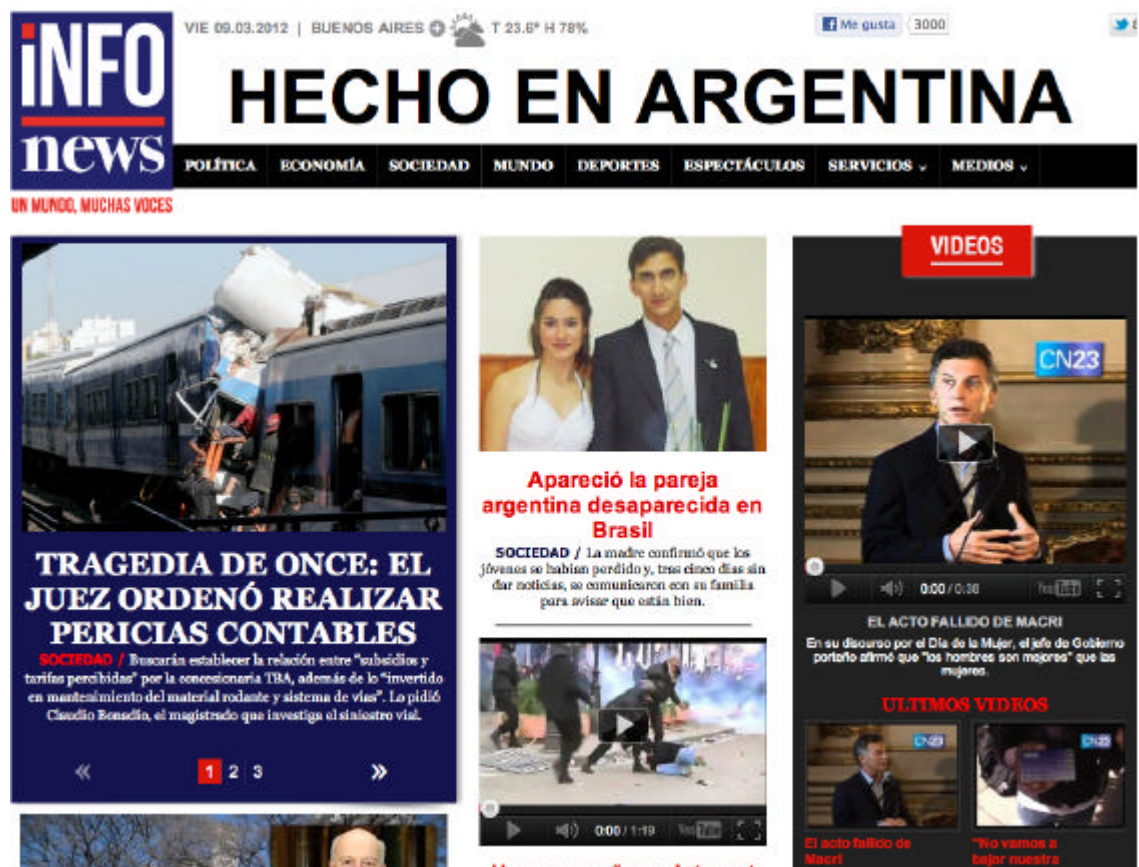 iNFO
news
UN MUNDO, MUCHAS VOCES
VIE 09.03.2012 | BUENOS AIRES
T 23.6° H 78%
Me gusta
3000
HECHO EN ARGENTINA
POLÍTICA ECONOMÍA SOCIEDAD MUNDO DEPORTES ESPECTÁCULOS SERVICIOS MEDIOS
TRAGEDIA DE ONCE: EL
JUEZ ORDENÓ REALIZAR
PERICIAS CONTABLES
SOCIEDAD / Buscarán establecer la relación entre "subsidios y
tarifas percibidas" por la concesionaria TBA, además de lo "invertido
en mantenimiento del material rodante y sistema de vías". Lo pidió
Claudio Bonadío, el magistrado que investiga el siniestro vial.
« 1 2 3 »
Apareció la pareja
argentina desaparecida en
Brasil
SOCIEDAD / La madre confirmó que los
jóvenes se habían perdido y, tras cinco días sin
dar noticias, se comunicaron con su familia
para avisar que están bien.
0:00 / 1:19 YouTube
VIDEOS
CN23
0:00 / 0:38 YouTube
EL ACTO FALLIDO DE MACRI
En su discurso por el Día de la Mujer, el jefe de Gobierno
porteño afirmó que "los hombres son mejores" que las
mujeres.
ULTIMOS VIDEOS
CN23
CN23
El acto fallido de
Macri
"No vamos a
bajar nuestra